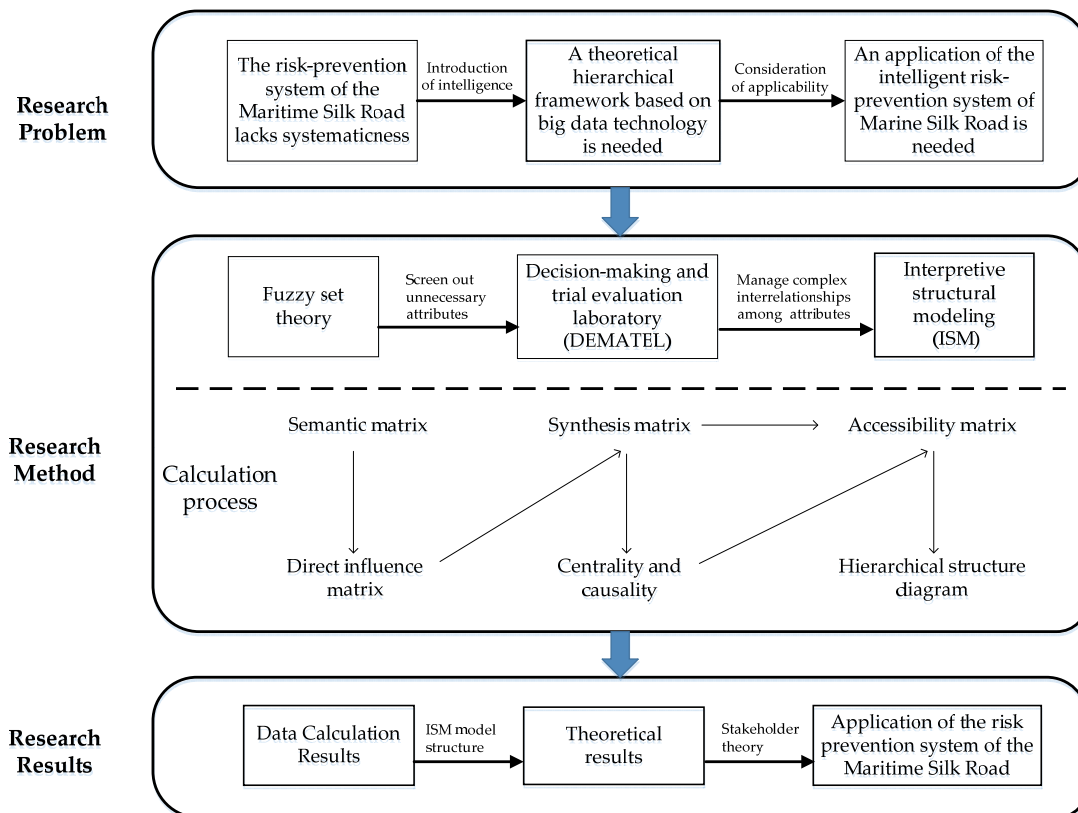 Research
Problem
The risk-prevention
system of the
Maritime Silk Road
lacks systematicness
Introduction
of intelligence
A theoretical
hierarchical
framework based on
big data technology
is needed
Consideration
of applicability
An application of the
intelligent risk-
prevention system of
Marine Silk Road is
needed
Research
Method
Fuzzy set
theory
Screen out
unnecessary
attributes
Decision-making and
trial evaluation
laboratory
(DEMATEL)
Manage complex
interrelationships
among attributes
Interpretive
structural
modeling
(ISM)
Calculation
process
Semantic matrix
Synthesis matrix
Accessibility matrix
Direct influence
matrix
Centrality and
causality
Hierarchical structure
diagram
Research
Results
Data Calculation
Results
ISM model
structure
Theoretical
results
Stakeholder
theory
Application of the risk
prevention system of the
Maritime Silk Road